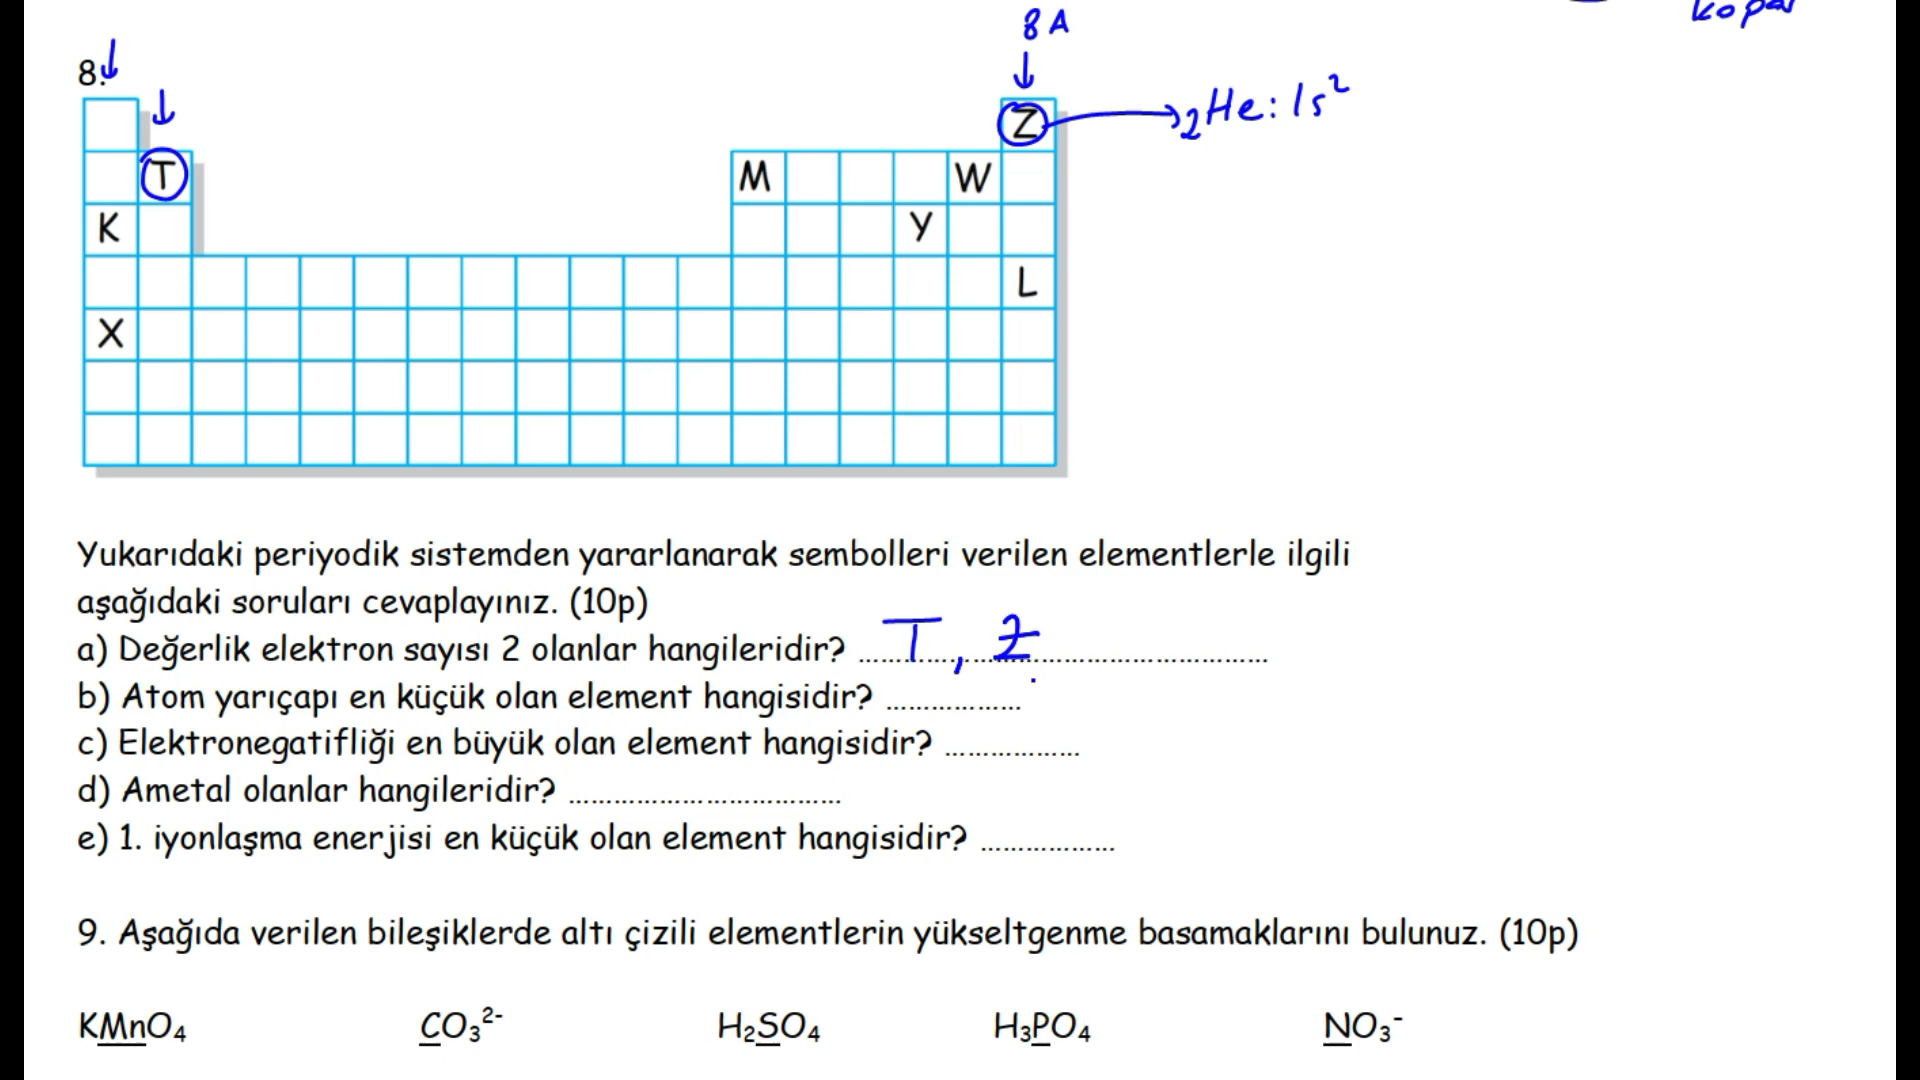 kopar
8A
8.
Z
₂He: 1s²
T
M
W
K
Y
L
X
Yukarıdaki periyodik sistemden yararlanarak sembolleri verilen elementlerle ilgili
aşağıdaki soruları cevaplayınız. (10p)
a) Değerlik elektron sayısı 2 olanlar hangileridir? ....T, Z....................
b) Atom yarıçapı en küçük olan element hangisidir? ..................
c) Elektronegatifliği en büyük olan element hangisidir? ..................
d) Ametal olanlar hangileridir? ...................................
e) 1. iyonlaşma enerjisi en küçük olan element hangisidir? ..................
9. Aşağıda verilen bileşiklerde altı çizili elementlerin yükseltgenme basamaklarını bulunuz. (10p)
KMnO₄ CO₃²⁻ H₂SO₄ H₃PO₄ NO₃⁻